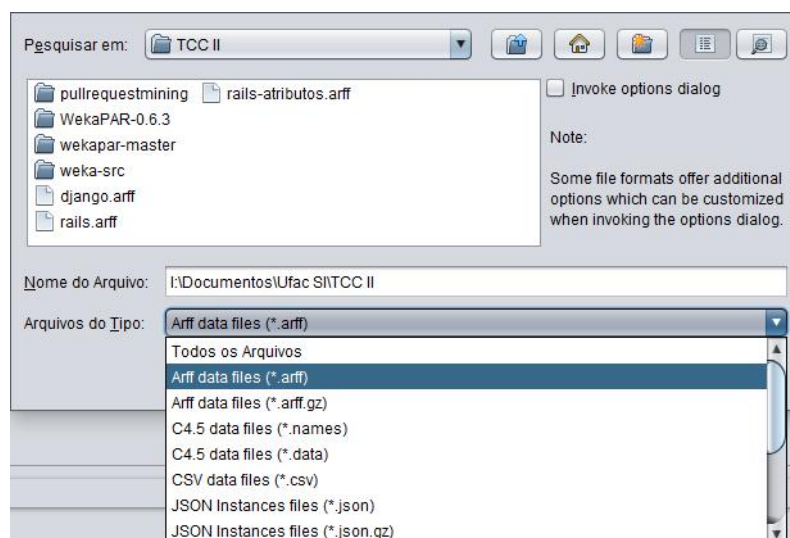 Pesquisar em: TCC II
pullrequestmining rails-atributos.arff
WekaPAR-0.6.3
wekapar-master
weka-src
django.arff
rails.arff
Invoke options dialog
Note:
Some file formats offer additional
options which can be customized
when invoking the options dialog.
Nome do Arquivo: I:\Documentos\Ufac SI\TCC II
Arquivos do Tipo: Arff data files (*.arff)
Todos os Arquivos
Arff data files (*.arff)
Arff data files (*.arff.gz)
C4.5 data files (*.names)
C4.5 data files (*.data)
CSV data files (*.csv)
JSON Instances files (*.json)
JSON Instances files (*.json.gz)